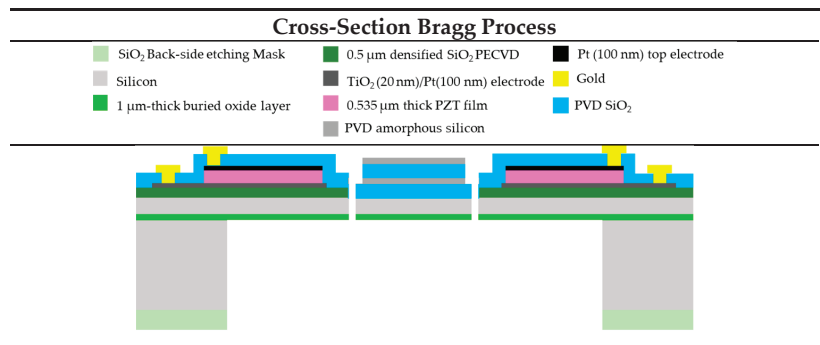 Cross-Section Bragg Process
SiO₂ Back-side etching Mask
0.5 µm densified SiO₂ PECVD
Pt (100 nm) top electrode
Silicon
TiO₂ (20 nm)/Pt(100 nm) electrode
Gold
1 µm-thick buried oxide layer
0.535 µm thick PZT film
PVD SiO₂
PVD amorphous silicon